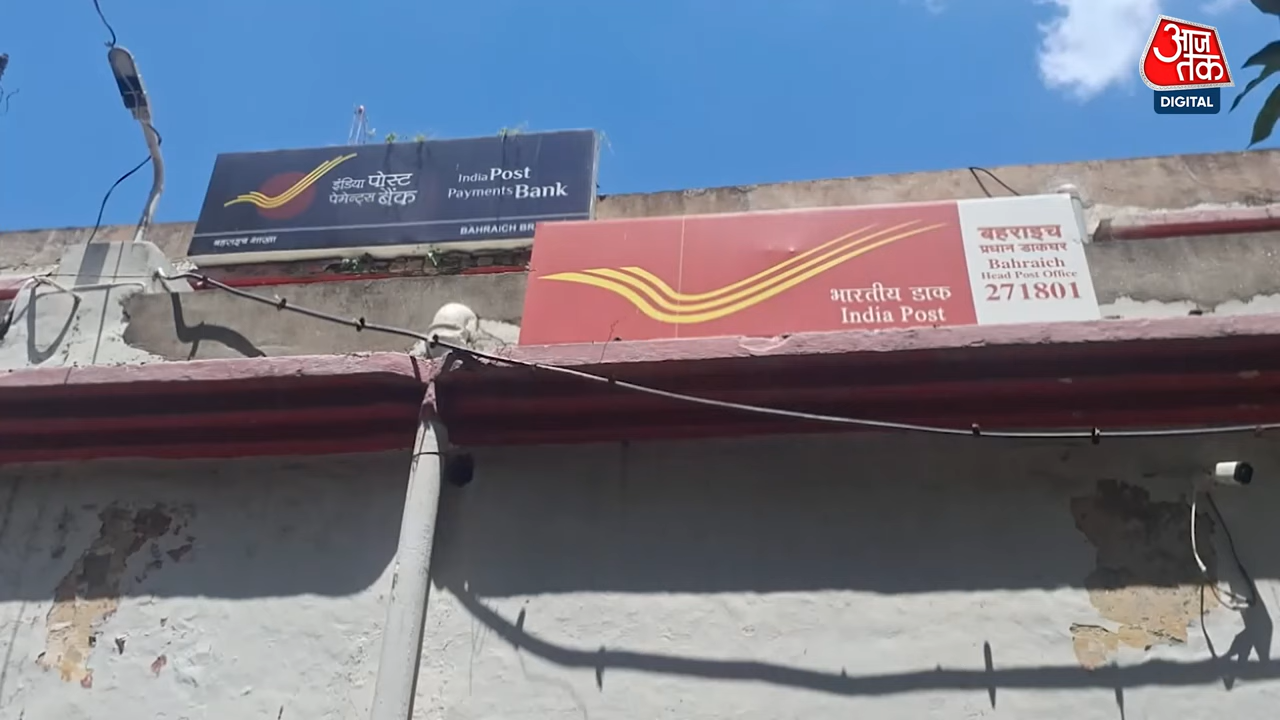 आज
तक
DIGITAL
इंडिया पोस्ट
पेमेन्ट्स बैंक
India Post
Payments Bank
बहराइच शाखा
BAHRAICH BR
भारतीय डाक
India Post
बहराइच
प्रधान डाकघर
Bahraich
Head Post Office
271801